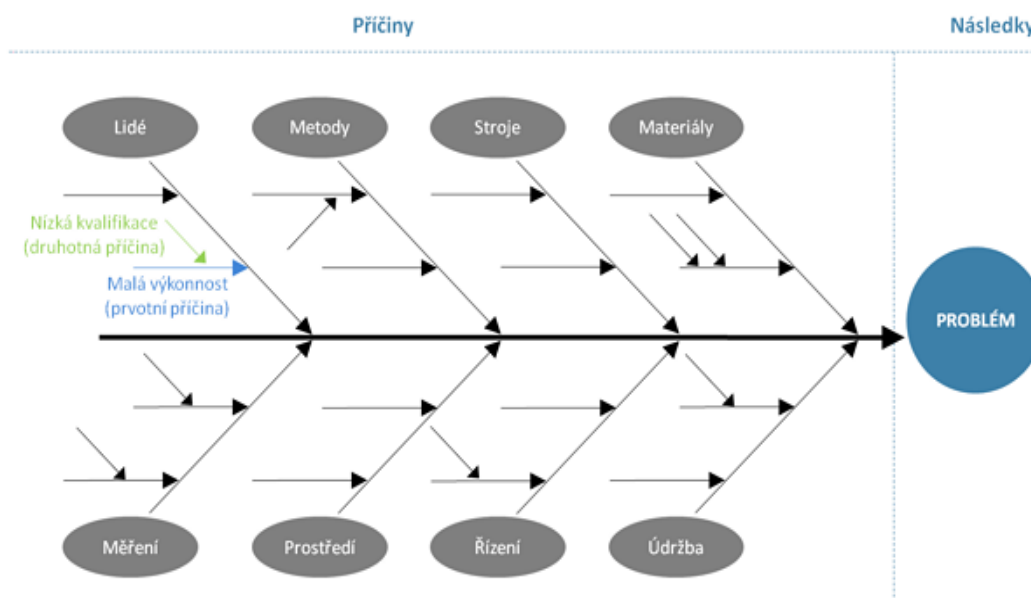 Příčiny
Následky
Lidé
Metody
Stroje
Materiály
Nízká kvalifikace
(druhotná příčina)
Malá výkonnost
(prvotní příčina)
PROBLÉM
Měření
Prostředí
Řízení
Údržba